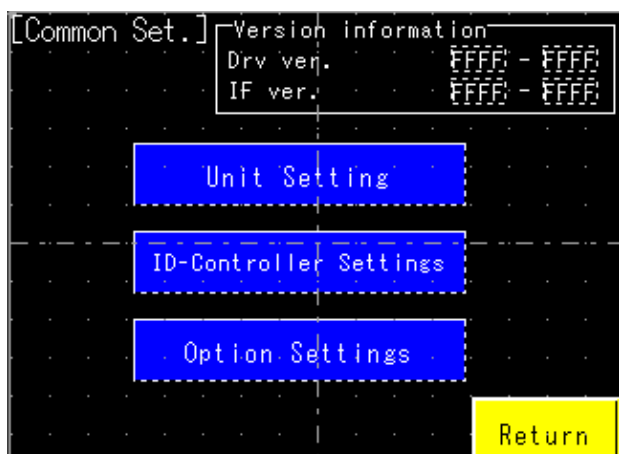 [Common Set.]
Version information
Drv ver. FFFF - FFFF
IF ver. FFFF - FFFF
Unit Setting
ID-Controller Settings
Option Settings
Return